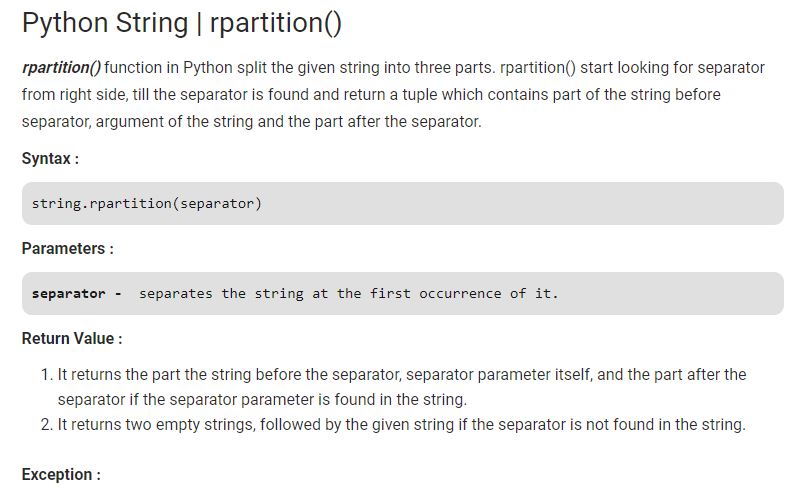 Python String | rpartition()
rpartition() function in Python split the given string into three parts. rpartition() start looking for separator
from right side, till the separator is found and return a tuple which contains part of the string before
separator, argument of the string and the part after the separator.
Syntax :
string.rpartition(separator)
Parameters :
separator -  separates the string at the first occurrence of it.
Return Value :
1. It returns the part the string before the separator, separator parameter itself, and the part after the
separator if the separator parameter is found in the string.
2. It returns two empty strings, followed by the given string if the separator is not found in the string.
Exception :